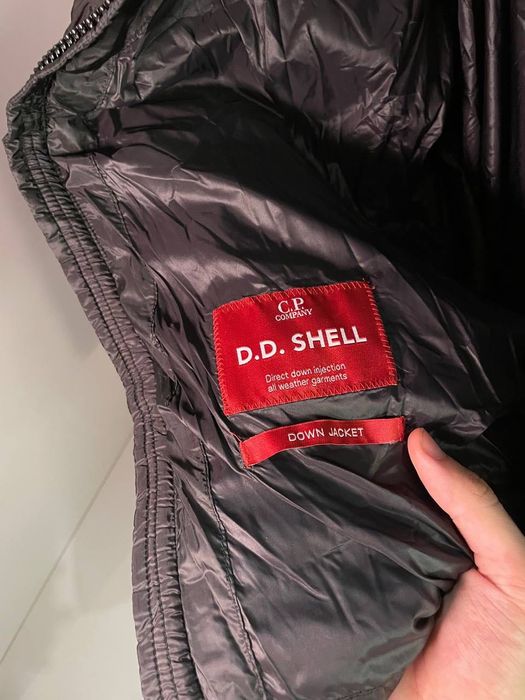 C.P.
COMPANY
D.D. SHELL
Direct down injection
all weather garments
DOWN JACKET